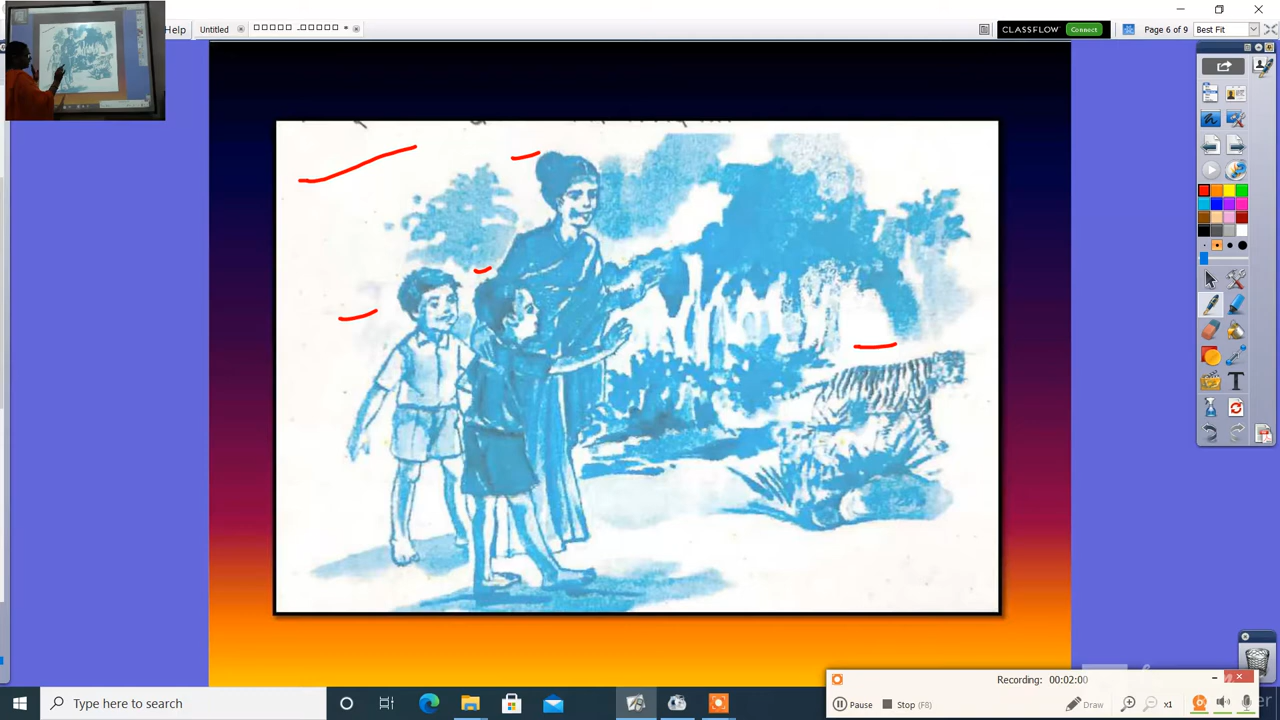 Help
Untitled
CLASSFLOW Connect
Page 6 of 9
Best Fit
Recording: 00:02:00
Pause
Stop (F8)
Draw
x1
Type here to search